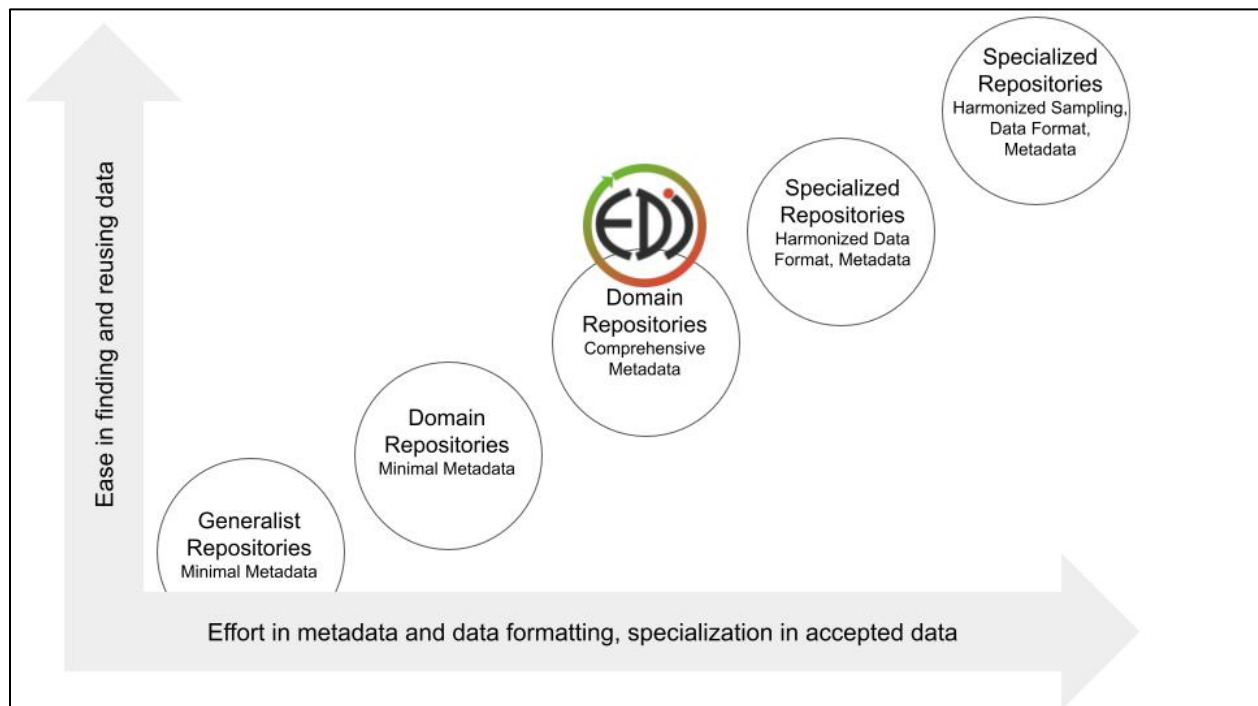 Specialized
Repositories
Harmonized Sampling,
Data Format,
Metadata
EDI
Specialized
Repositories
Harmonized Data
Format, Metadata
Domain
Repositories
Comprehensive
Metadata
Domain
Repositories
Minimal Metadata
Generalist
Repositories
Minimal Metadata
Ease in finding and reusing data
Effort in metadata and data formatting, specialization in accepted data